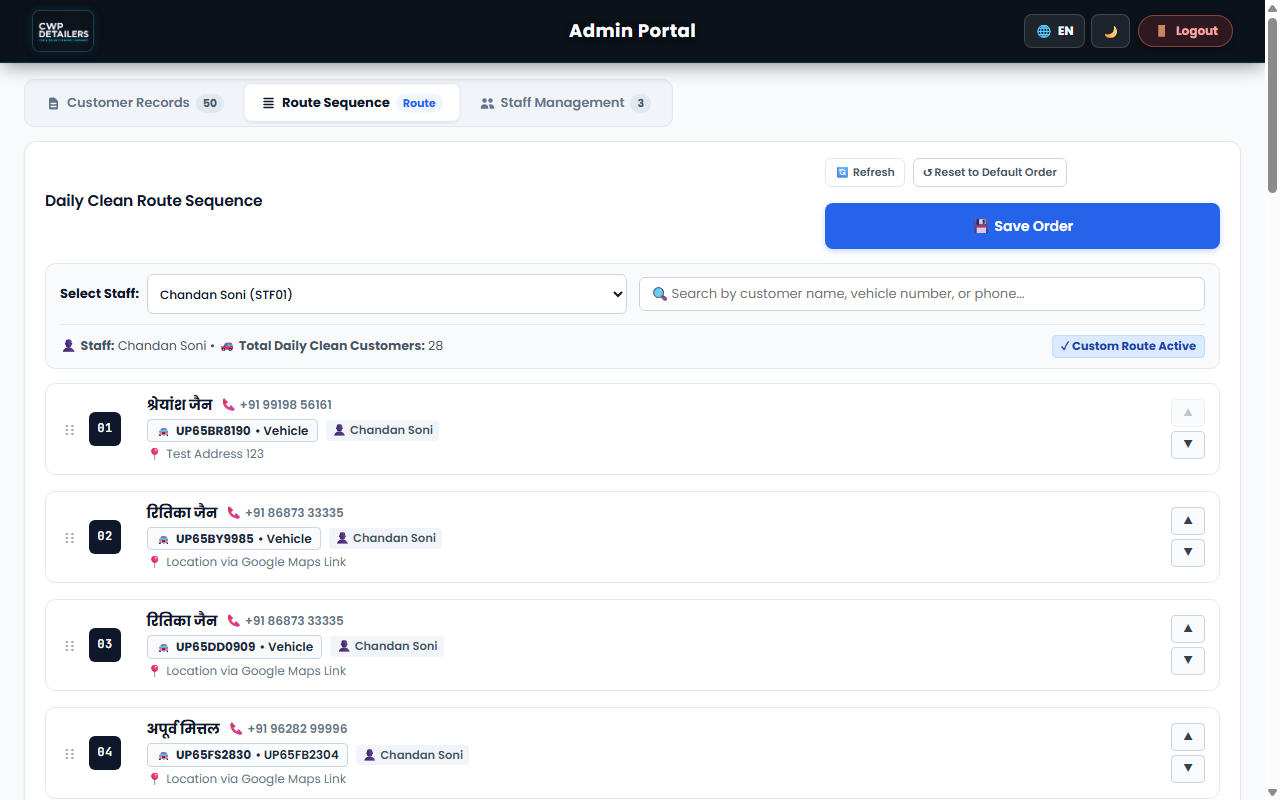 CWP
DETAILERS
Admin Portal
EN
Logout
Customer Records 50
Route Sequence Route
Staff Management 3
Daily Clean Route Sequence
Refresh
↺ Reset to Default Order
Save Order
Select Staff:
Chandan Soni (STF01)
Search by customer name, vehicle number, or phone...
Staff: Chandan Soni • Total Daily Clean Customers: 28
✓ Custom Route Active
01
श्रेयांश जैन +91 99198 56161
UP65BR8190 • Vehicle Chandan Soni
Test Address 123
▲
▼
02
रितिका जैन +91 86873 33335
UP65BY9985 • Vehicle Chandan Soni
Location via Google Maps Link
▲
▼
03
रितिका जैन +91 86873 33335
UP65DD0909 • Vehicle Chandan Soni
Location via Google Maps Link
▲
▼
04
अपूर्व मित्तल +91 96282 99996
UP65FS2830 • UP65FB2304 Chandan Soni
Location via Google Maps Link
▲
▼